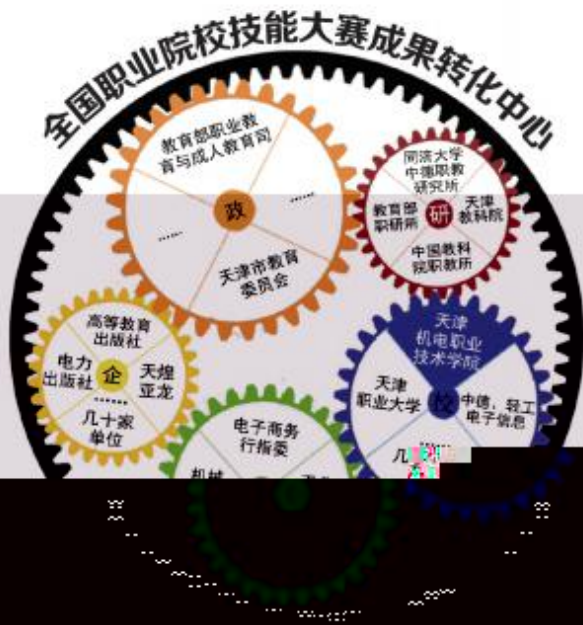 全国职业院校技能大赛成果转化中心
教育部职业教
育与成人教育司
政
……
……
天津市教育
委员会
同济大学
中德职教
研究所
教育部
职研所
研
天津
教科院
中国教科
院职教所
高等教育
出版社
电力
出版社
企
天煌
亚龙
……
几十家
单位
天津
机电职业
技术学院
天津
职业大学
校
中德，轻工
电子信息
……
电子商务
行指委
机械